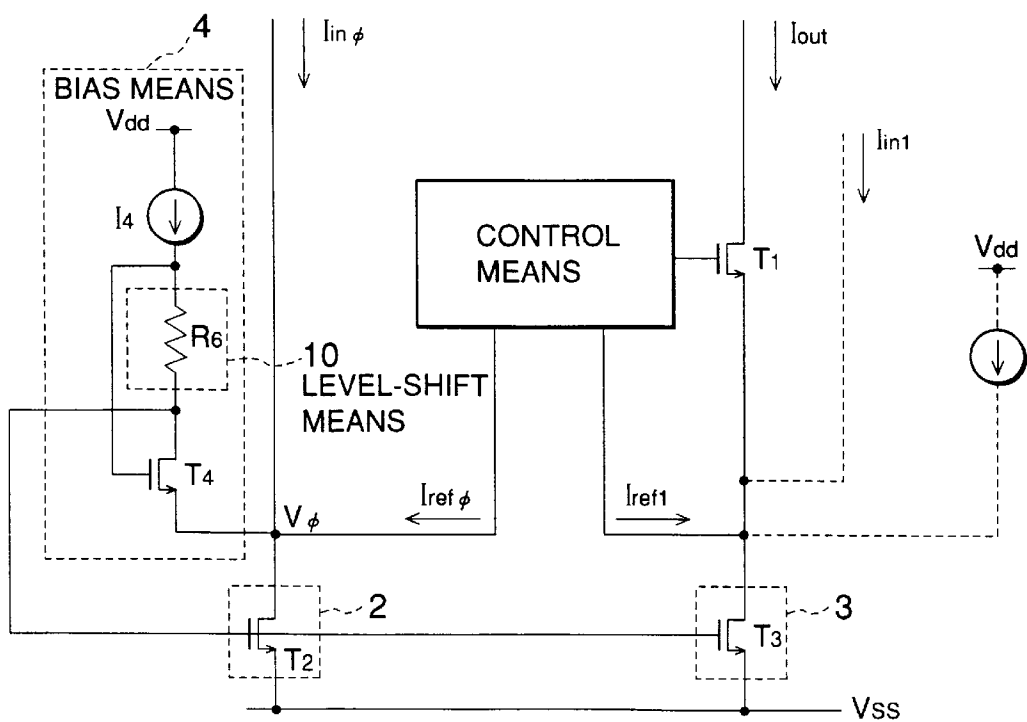 4
Iin φ
Iout
BIAS MEANS
Vdd
Iin1
I4
CONTROL
MEANS
T1
Vdd
R6
10
LEVEL-SHIFT
MEANS
T4
Iref φ
Iref1
Vφ
2
3
T2
T3
VSS